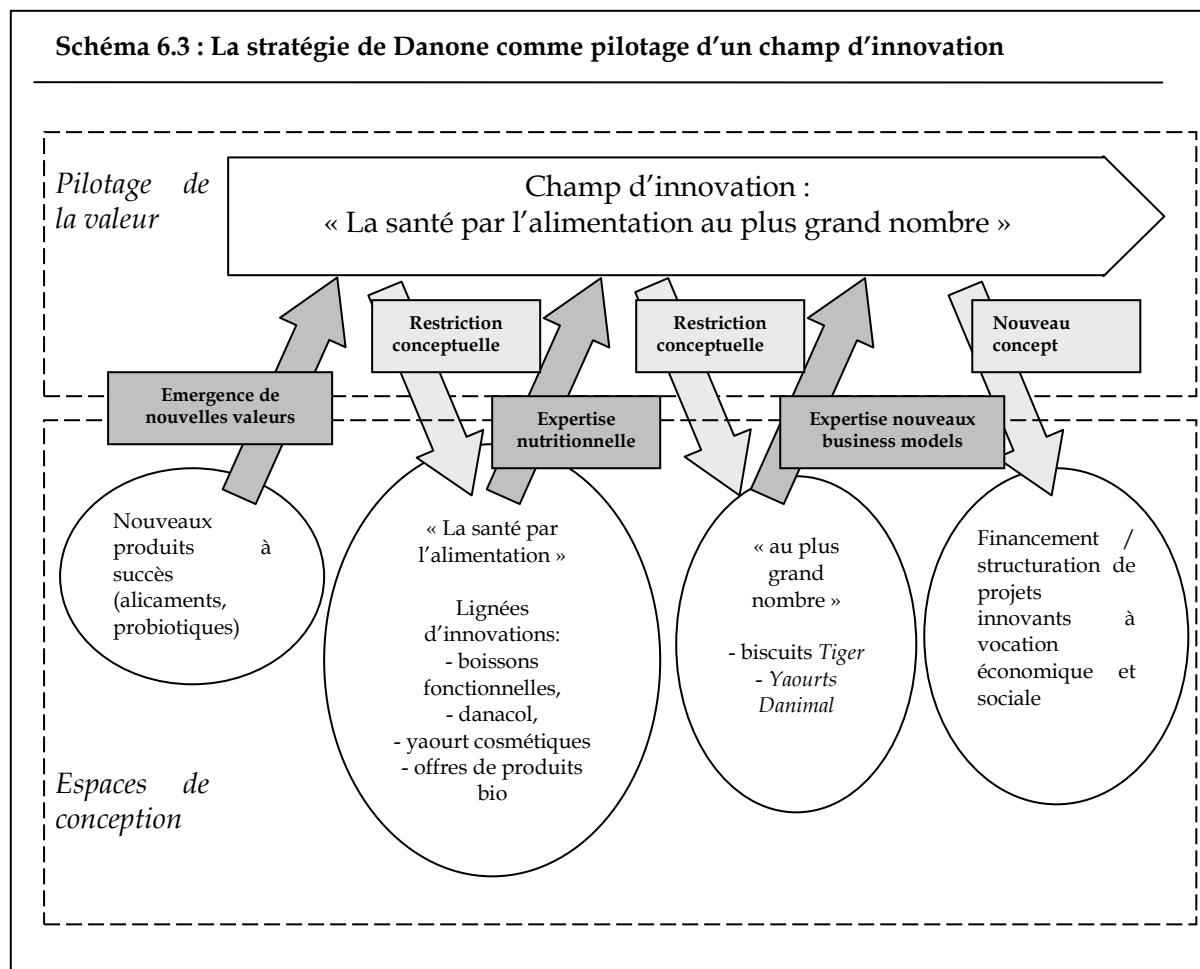 Schéma 6.3 : La stratégie de Danone comme pilotage d'un champ d'innovation
Pilotage de
la valeur
Champ d'innovation :
« La santé par l'alimentation au plus grand nombre »
Restriction
conceptuelle
Restriction
conceptuelle
Nouveau
concept
Emergence de
nouvelles valeurs
Expertise
nutritionnelle
Expertise nouveaux
business models
Nouveaux
produits à
succès
(alicaments,
probiotiques)
« La santé par
l'alimentation »
Lignées
d'innovations:
- boissons
fonctionnelles,
- danacol,
- yaourt cosmétiques
- offres de produits
bio
« au plus
grand
nombre »
- biscuits Tiger
- Yaourts
Danimal
Financement /
structuration de
projets
innovants à
vocation
économique et
sociale
Espaces de
conception